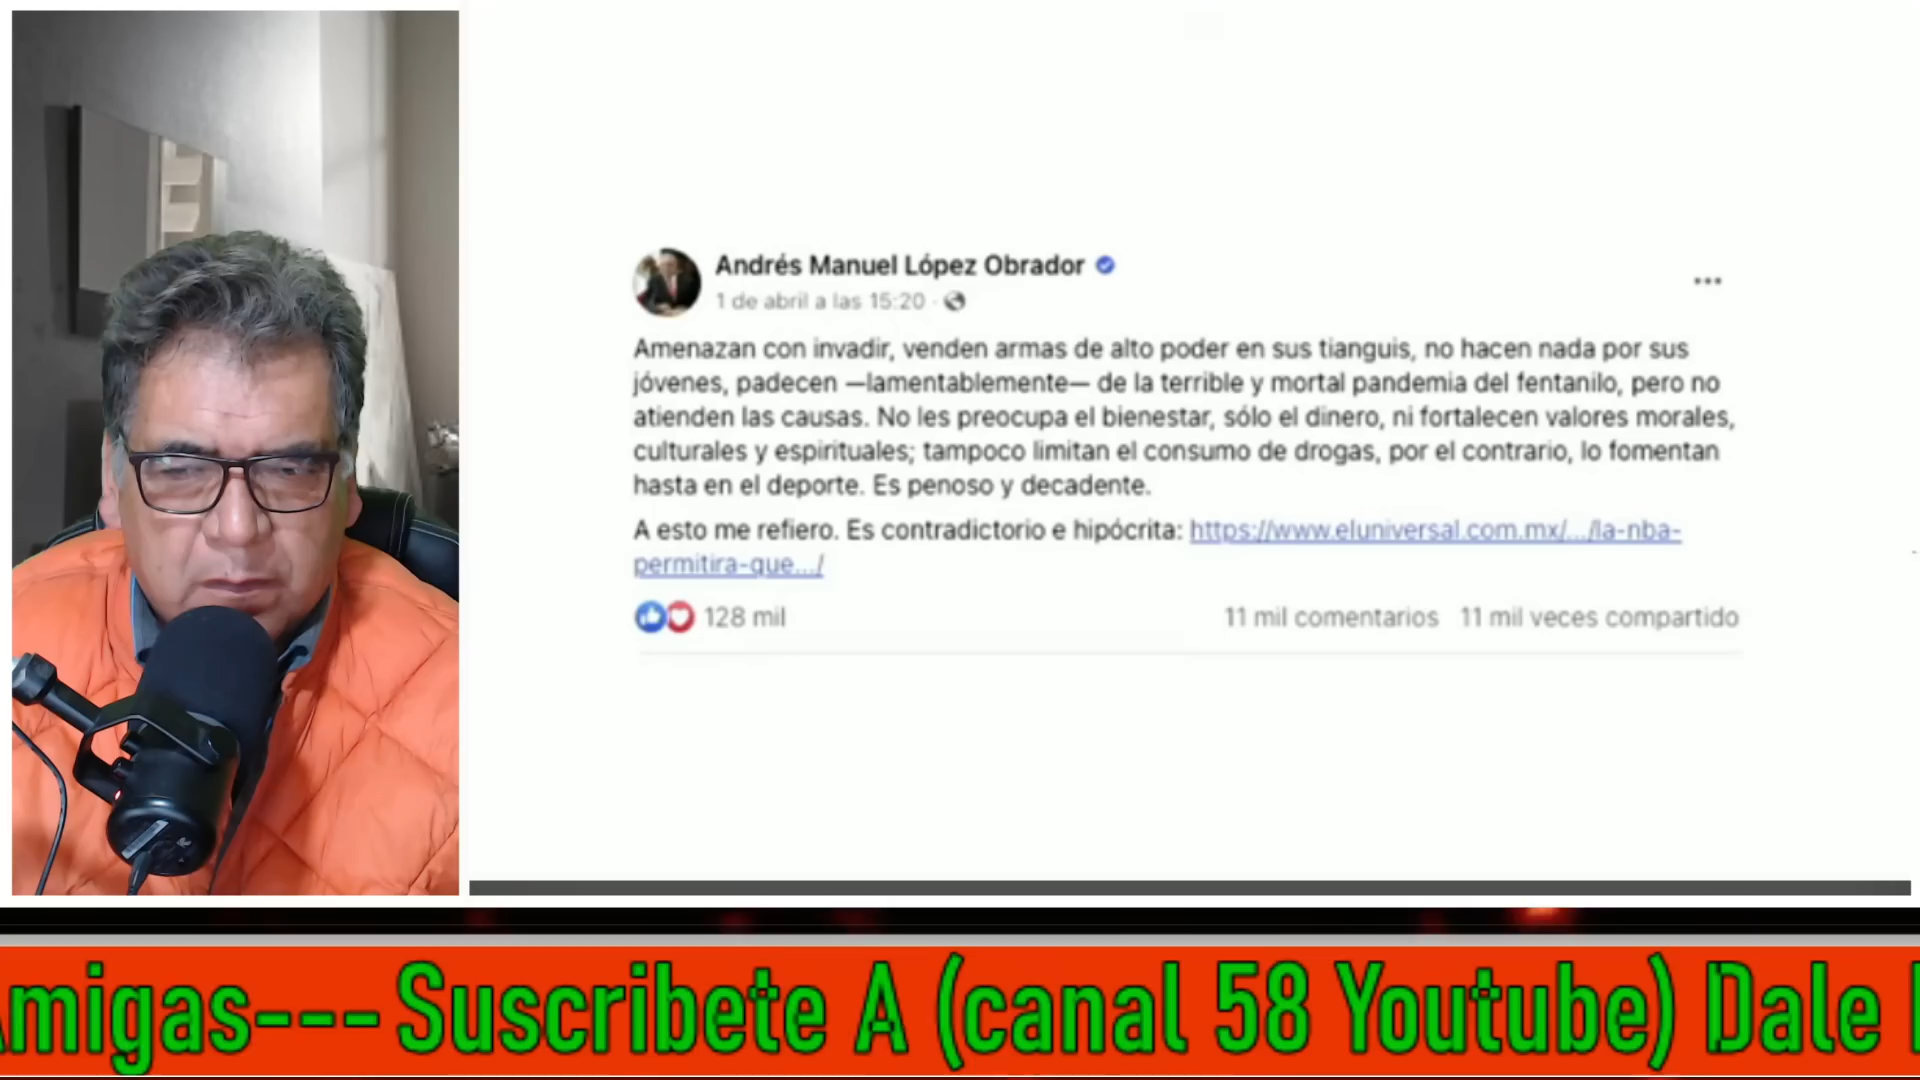 Andrés Manuel López Obrador
1 de abril a las 15:20 ·
Amenazan con invadir, venden armas de alto poder en sus tianguis, no hacen nada por sus
jóvenes, padecen —lamentablemente— de la terrible y mortal pandemia del fentanilo, pero no
atienden las causas. No les preocupa el bienestar, sólo el dinero, ni fortalecen valores morales,
culturales y espirituales; tampoco limitan el consumo de drogas, por el contrario, lo fomentan
hasta en el deporte. Es penoso y decadente.
A esto me refiero. Es contradictorio e hipócrita: https://www.eluniversal.com.mx/.../la-nba-
permitira-que.../
128 mil
11 mil comentarios 11 mil veces compartido
Amigas---Suscribete A (canal 58 Youtube) Dale